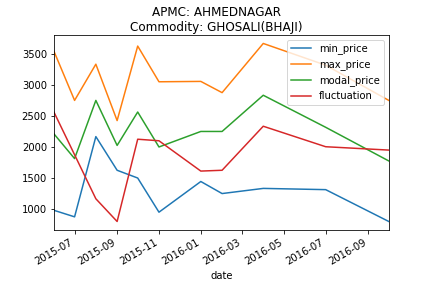 APMC: AHMEDNAGAR
Commodity: GHOSALI(BHAJI)
min_price
max_price
modal_price
fluctuation
3500
3000
2500
2000
1500
1000
2015-07
2015-09
2015-11
2016-01
2016-03
2016-05
2016-07
2016-09
date